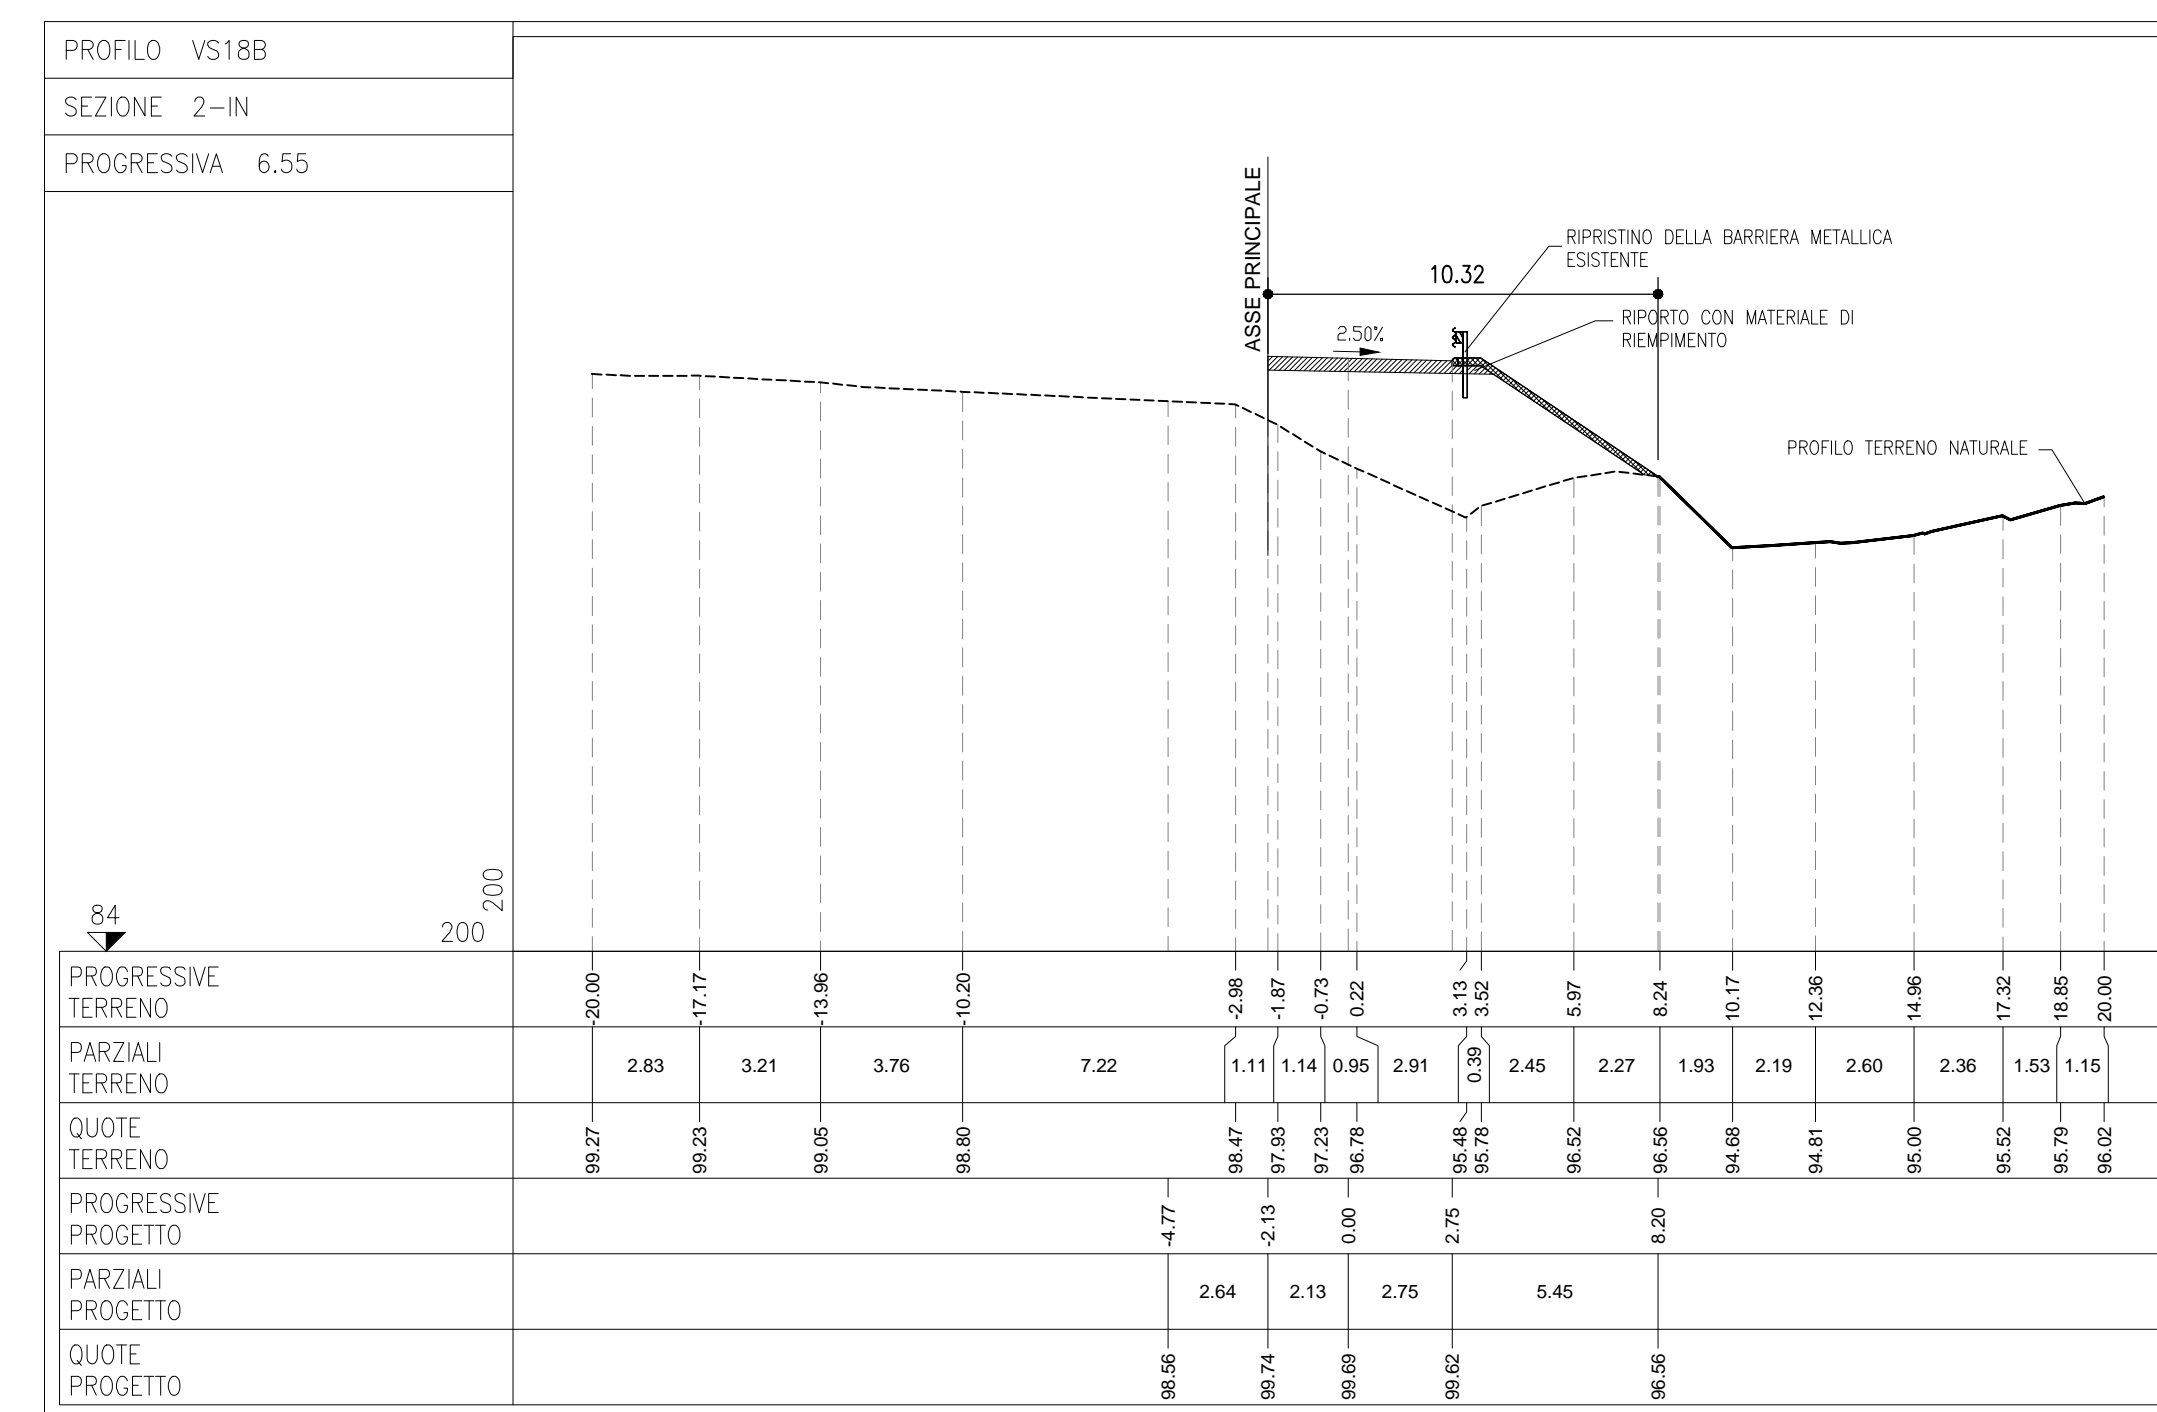 PROFILO VS18B
SEZIONE 2-IN
PROGRESSIVA 6.55
ASSE PRINCIPALE
RIPRISTINO DELLA BARRIERA METALLICA
ESISTENTE
10.32
RIPORTO CON MATERIALE DI
RIEMPIMENTO
2.50%
PROFILO TERRENO NATURALE
84
200
200
PROGRESSIVE
TERRENO
-20.00 -17.17 -13.96 -10.20 -2.98 -1.87 -0.73 0.22 3.13 3.52 5.97 8.24 10.17 12.36 14.96 17.32 18.85 20.00
PARZIALI
TERRENO
2.83 3.21 3.76 7.22 1.11 1.14 0.95 2.91 0.39 2.45 2.27 1.93 2.19 2.60 2.36 1.53 1.15
QUOTE
TERRENO
99.27 99.23 99.05 98.80 98.47 97.93 97.23 96.78 95.48 95.78 96.52 96.56 94.68 94.81 95.00 95.52 95.79 96.02
PROGRESSIVE
PROGETTO
-4.77 -2.13 0.00 2.75 8.20
PARZIALI
PROGETTO
2.64 2.13 2.75 5.45
QUOTE
PROGETTO
98.56 99.74 99.69 99.62 96.56